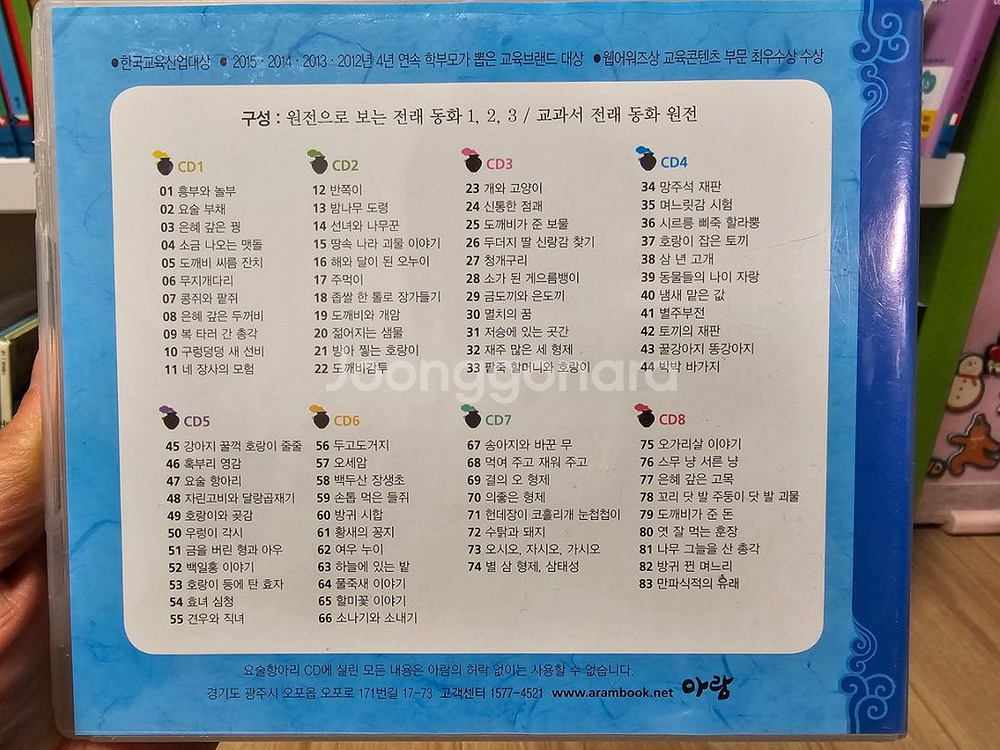 •한국교육산업대상 •2015·2014·2013·2012년 4년 연속 학부모가 뽑은 교육브랜드 대상 •웹어워즈상 교육콘텐츠 부문 최우수상 수상
구성 : 원전으로 보는 전래 동화 1, 2, 3 / 교과서 전래 동화 원전
CD1
01 흥부와 놀부
02 요술 부채
03 은혜 갚은 꿩
04 소금 나오는 맷돌
05 도깨비 씨름 잔치
06 무지개다리
07 콩쥐와 팥쥐
08 은혜 갚은 두꺼비
09 복 타러 간 총각
10 구렁덩덩 새 선비
11 네 장사의 모험
CD2
12 반쪽이
13 밤나무 도령
14 선녀와 나무꾼
15 땅속 나라 괴물 이야기
16 해와 달이 된 오누이
17 주먹이
18 좁쌀 한 톨로 장가들기
19 도깨비와 개암
20 젊어지는 샘물
21 방아 찧는 호랑이
22 도깨비감투
CD3
23 개와 고양이
24 신통한 점괘
25 도깨비가 준 보물
26 두더지 딸 신랑감 찾기
27 청개구리
28 소가 된 게으름뱅이
29 금도끼와 은도끼
30 멸치의 꿈
31 저승에 있는 곳간
32 재주 많은 세 형제
33 팥죽 할머니와 호랑이
CD4
34 망주석 재판
35 며느릿감 시험
36 시르릉 삐죽 할라뿡
37 호랑이 잡은 토끼
38 삼 년 고개
39 동물들의 나이 자랑
40 냄새 맡은 값
41 별주부전
42 토끼의 재판
43 꿀강아지 똥강아지
44 박박 바가지
Joonggonara
CD5
45 강아지 꿀꺽 호랑이 줄줄
46 혹부리 영감
47 요술 항아리
48 자린고비와 달랑곱재기
49 호랑이와 곶감
50 우렁이 각시
51 금을 버린 형과 아우
52 백일홍 이야기
53 호랑이 등에 탄 효자
54 효녀 심청
55 견우와 직녀
CD6
56 두고도거지
57 오세암
58 백두산 장생초
59 손톱 먹은 들쥐
60 방귀 시합
61 황새의 꽁지
62 여우 누이
63 하늘에 있는 밭
64 풀죽새 이야기
65 할미꽃 이야기
66 소나기와 소내기
CD7
67 송아지와 바꾼 무
68 먹여 주고 재워 주고
69 결의 오 형제
70 의좋은 형제
71 헌데장이 코흘리개 눈첩첩이
72 수탉과 돼지
73 오시오, 자시오, 가시오
74 별 삼 형제, 삼태성
CD8
75 오가리살 이야기
76 스무 냥 서른 냥
77 은혜 갚은 고목
78 꼬리 닷 발 주둥이 닷 발 괴물
79 도깨비가 준 돈
80 엿 잘 먹는 훈장
81 나무 그늘을 산 총각
82 방귀 뀐 며느리
83 만파식적의 유래
요술항아리 CD에 실린 모든 내용은 아람의 허락 없이는 사용할 수 없습니다.
경기도 광주시 오포읍 오포로 171번길 17-73 고객센터 1577-4521 www.arambook.net 아람